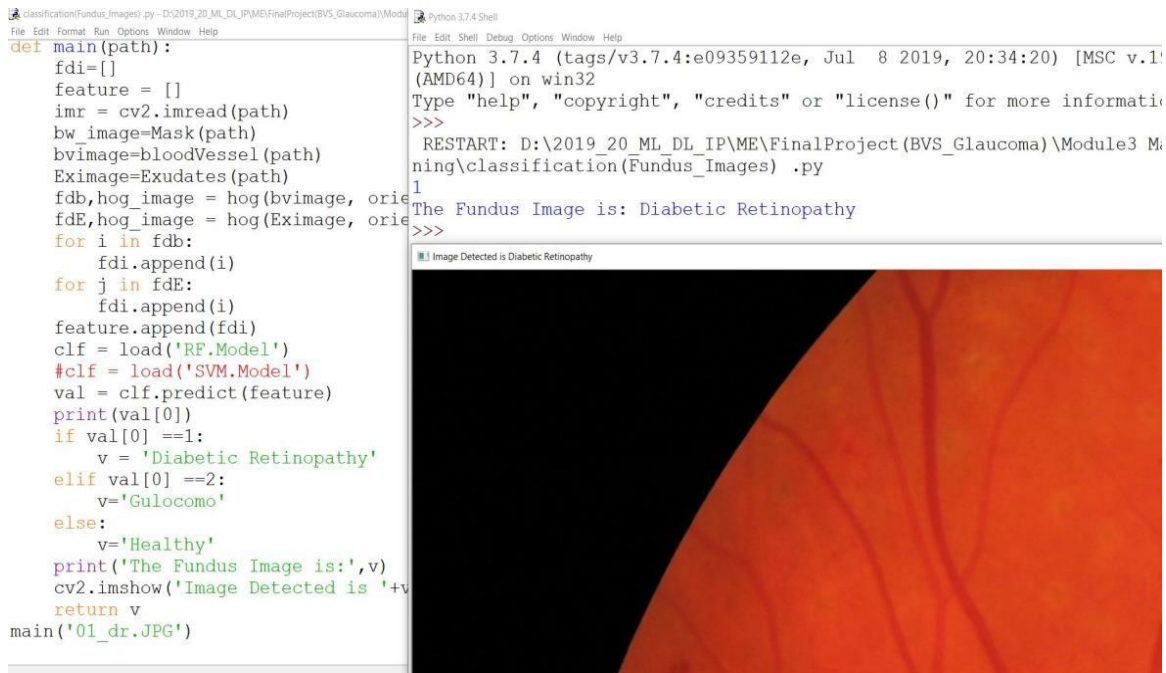 classification(Fundus_Images) .py - D:\2019_20_ML_DL_IP\ME\FinalProject(BVS_Glaucoma)\Modu
File Edit Format Run Options Window Help
def main(path):
    fdi=[]
    feature = []
    imr = cv2.imread(path)
    bw_image=Mask(path)
    bvimage=bloodVessel(path)
    Eximage=Exudates(path)
    fdb,hog_image = hog(bvimage, orie
    fdE,hog_image = hog(Eximage, orie
    for i in fdb:
        fdi.append(i)
    for j in fdE:
        fdi.append(i)
    feature.append(fdi)
    clf = load('RF.Model')
    #clf = load('SVM.Model')
    val = clf.predict(feature)
    print(val[0])
    if val[0] ==1:
        v = 'Diabetic Retinopathy'
    elif val[0] ==2:
        v='Gulocomo'
    else:
        v='Healthy'
    print('The Fundus Image is:',v)
    cv2.imshow('Image Detected is '+v
    return v
main('01_dr.JPG')
Python 3.7.4 Shell
File Edit Shell Debug Options Window Help
Python 3.7.4 (tags/v3.7.4:e09359112e, Jul  8 2019, 20:34:20) [MSC v.19
(AMD64)] on win32
Type "help", "copyright", "credits" or "license()" for more informatio
>>>
 RESTART: D:\2019_20_ML_DL_IP\ME\FinalProject(BVS_Glaucoma)\Module3 Ma
ning\classification(Fundus_Images) .py
1
The Fundus Image is: Diabetic Retinopathy
>>>
Image Detected is Diabetic Retinopathy